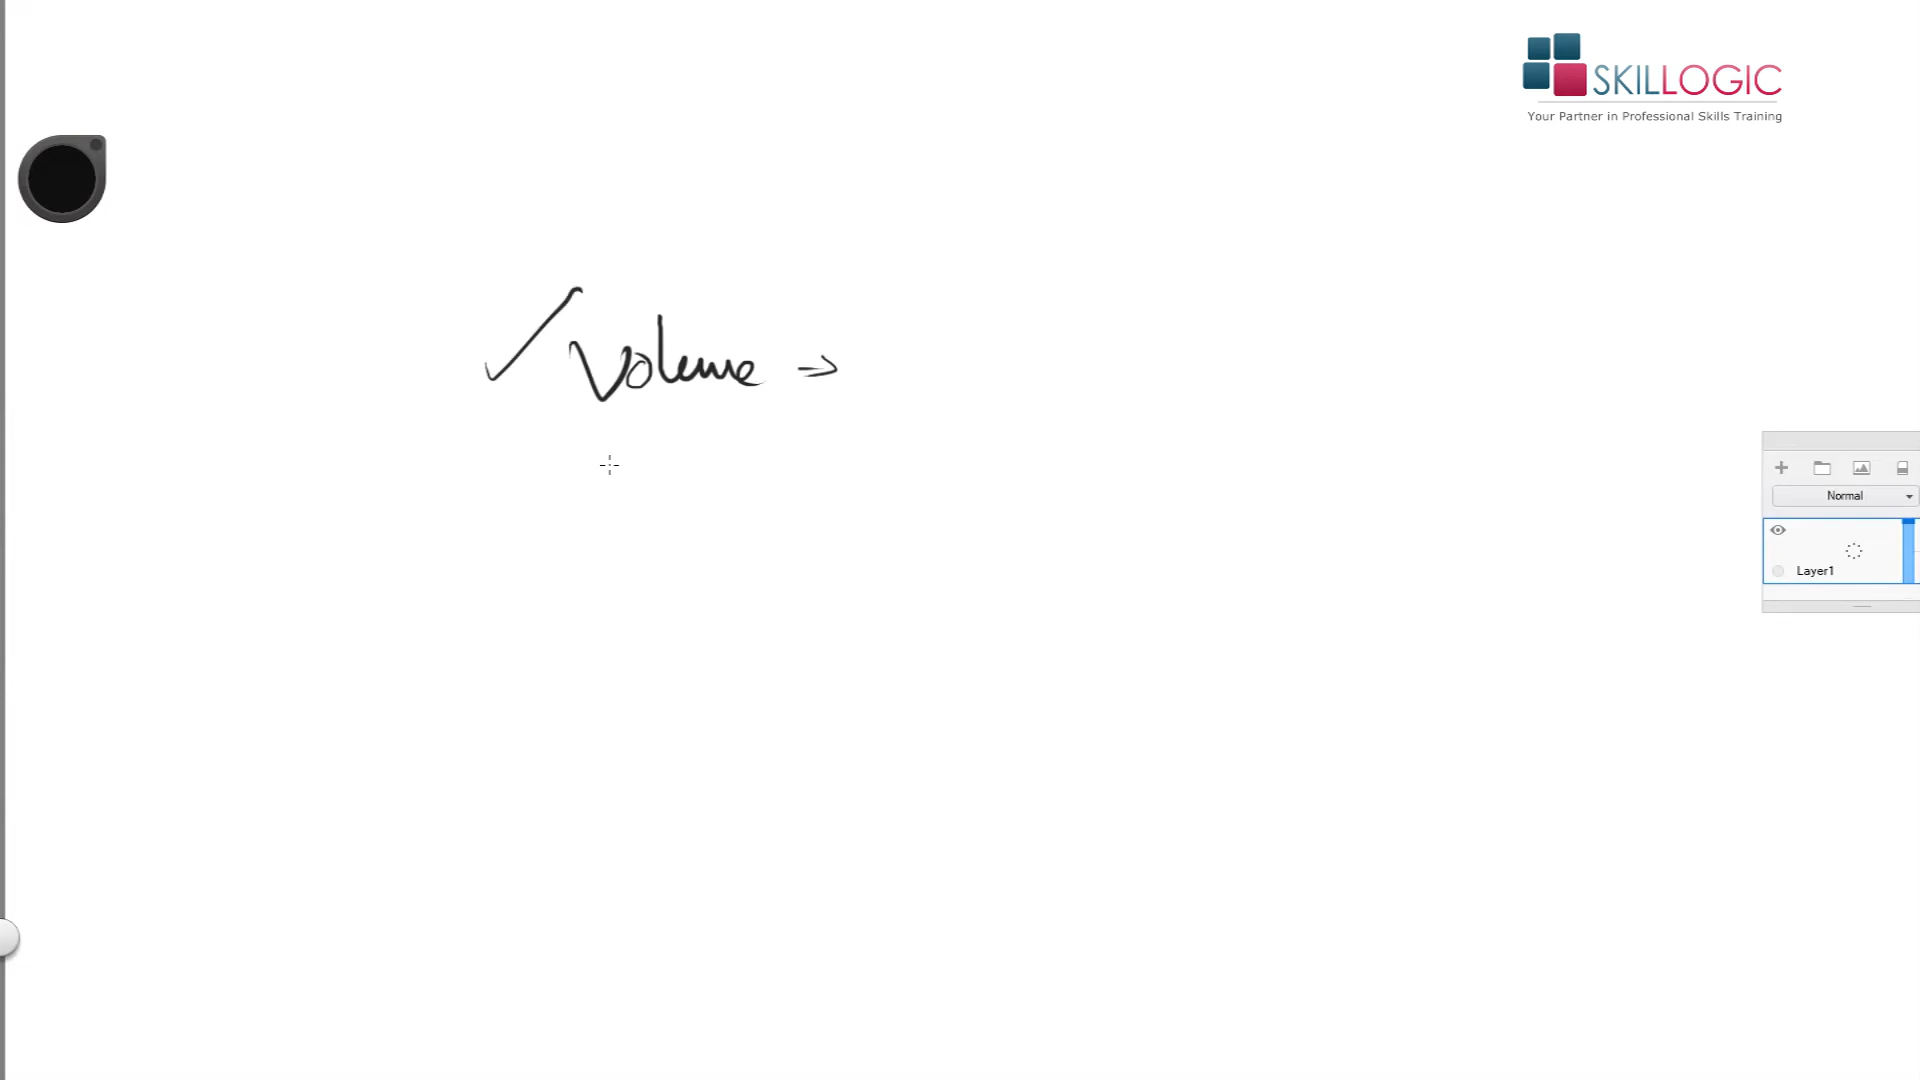 SKILLOGIC
Your Partner in Professional Skills Training
✓ Volume →
Normal
Layer1